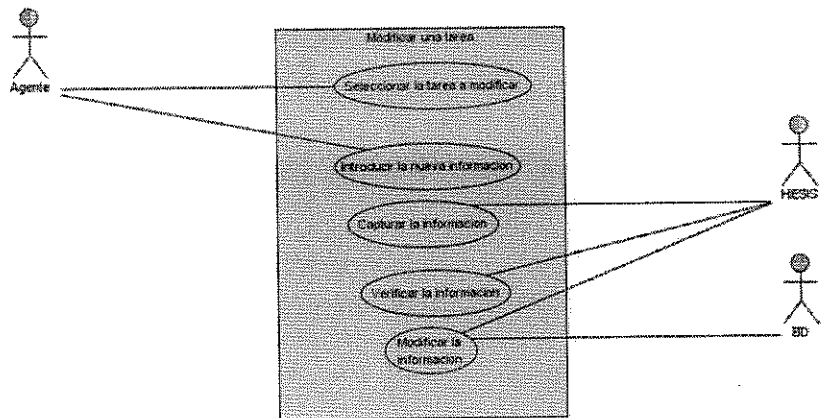 Modificar una tarea
Agente
Seleccionar la tarea a modificar
Introducir la nueva informacion
Capturar la informacion
HESIS
Verificar la informacion
Modificar la
informacion
BD